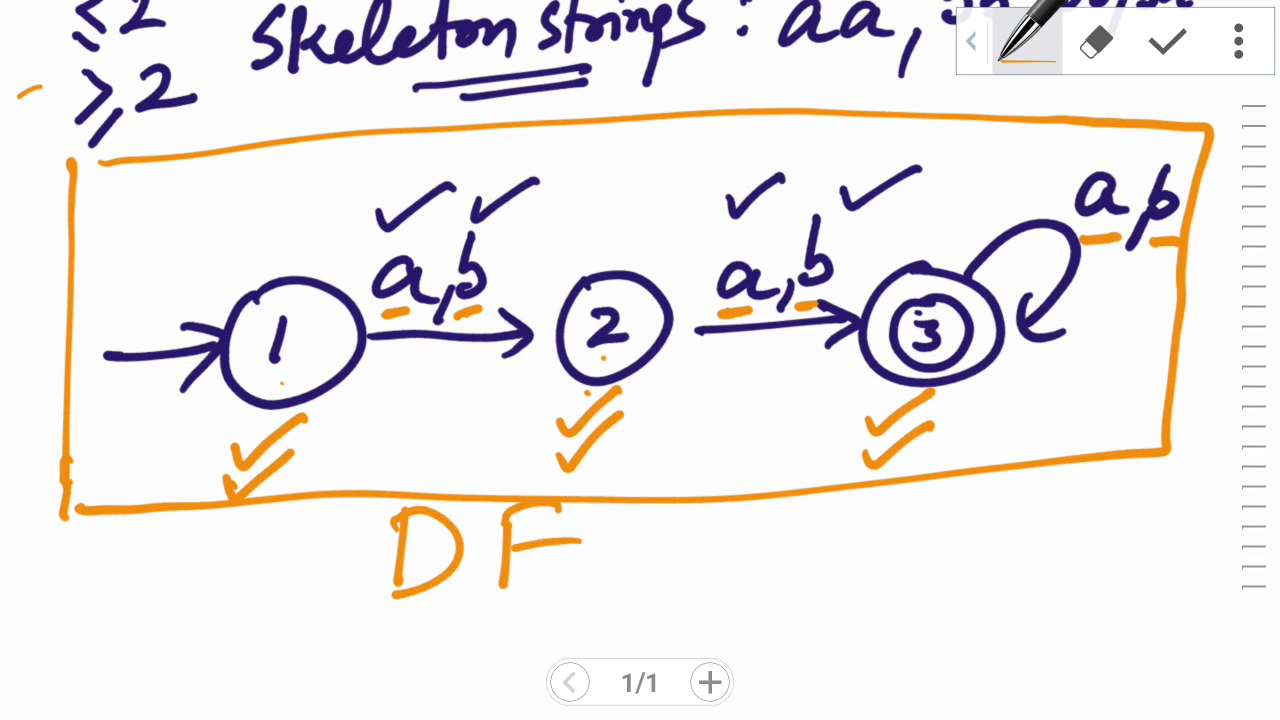 ≤2 skeleton strings: aa,
≥2
a,b a,b a,b
1 2 3
DF
1/1